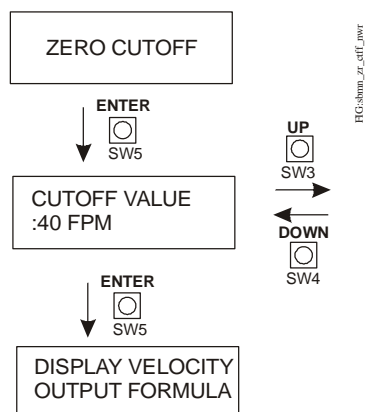 ZERO CUTOFF
ENTER
SW5
UP
SW3
CUTOFF VALUE
:40 FPM
DOWN
SW4
ENTER
SW5
DISPLAY VELOCITY
OUTPUT FORMULA
FIG:sbmn_zr_ctff_nwr